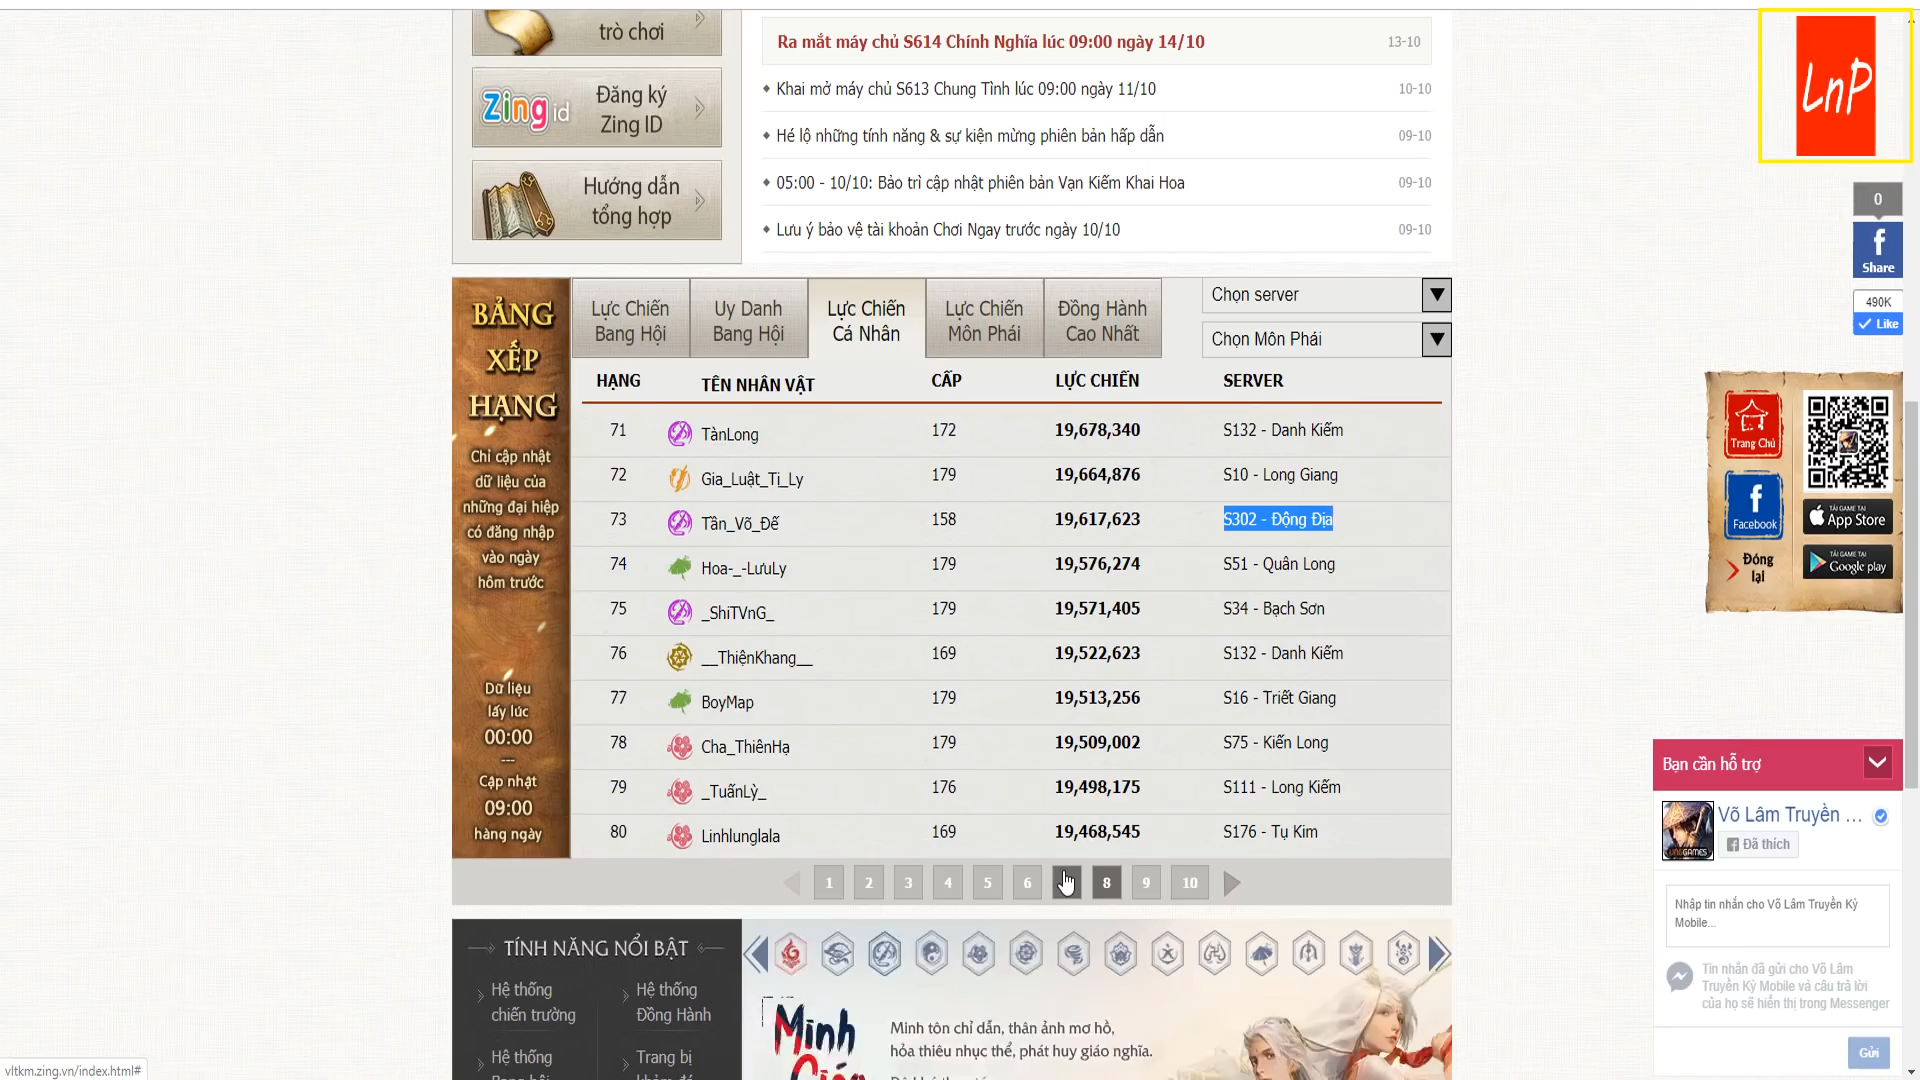 trò chơi
Zing id
Đăng ký
Zing ID
Hướng dẫn
tổng hợp
Ra mắt máy chủ S614 Chính Nghĩa lúc 09:00 ngày 14/10 13-10
Khai mở máy chủ S613 Chung Tình lúc 09:00 ngày 11/10 10-10
Hé lộ những tính năng & sự kiện mừng phiên bản hấp dẫn 09-10
05:00 - 10/10: Bảo trì cập nhật phiên bản Vạn Kiếm Khai Hoa 09-10
Lưu ý bảo vệ tài khoản Chơi Ngay trước ngày 10/10 09-10
LnP
0
Share
490K
Like
BẢNG
XẾP
HẠNG
Chỉ cập nhật
dữ liệu của
những đại hiệp
có đăng nhập
vào ngày
hôm trước
Dữ liệu
lấy lúc
00:00
---
Cập nhật
09:00
hàng ngày
Lực Chiến
Bang Hội
Uy Danh
Bang Hội
Lực Chiến
Cá Nhân
Lực Chiến
Môn Phái
Đồng Hành
Cao Nhất
Chọn server
Chọn Môn Phái
HẠNG TÊN NHÂN VẬT CẤP LỰC CHIẾN SERVER
71 TànLong 172 19,678,340 S132 - Danh Kiếm
72 Gia_Luật_Tị_Ly 179 19,664,876 S10 - Long Giang
73 Tần_Võ_Đế 158 19,617,623 S302 - Động Địa
74 Hoa-_-LưuLy 179 19,576,274 S51 - Quân Long
75 _ShiTVnG_ 179 19,571,405 S34 - Bạch Sơn
76 __ThiệnKhang__ 169 19,522,623 S132 - Danh Kiếm
77 BoyMap 179 19,513,256 S16 - Triết Giang
78 Cha_ThiênHạ 179 19,509,002 S75 - Kiến Long
79 _TuấnLỳ_ 176 19,498,175 S111 - Long Kiếm
80 Linhlunglala 169 19,468,545 S176 - Tụ Kim
1 2 3 4 5 6 8 9 10
Trang Chủ
Facebook
Đóng
lại
TẢI GAME TẠI
App Store
TẢI GAME TẠI
Google play
Bạn cần hỗ trợ
Võ Lâm Truyền ...
Đã thích
Nhập tin nhắn cho Võ Lâm Truyền Kỳ
Mobile...
Tin nhắn đã gửi cho Võ Lâm
Truyền Kỳ Mobile và câu trả lời
của họ sẽ hiển thị trong Messenger
Gửi
TÍNH NĂNG NỔI BẬT
Hệ thống
chiến trường
Hệ thống
Đồng Hành
Hệ thống
Trang bị
Minh
Giáo
Minh tôn chỉ dẫn, thân ảnh mơ hồ,
hỏa thiêu nhục thể, phát huy giáo nghĩa.
vltkm.zing.vn/index.html#